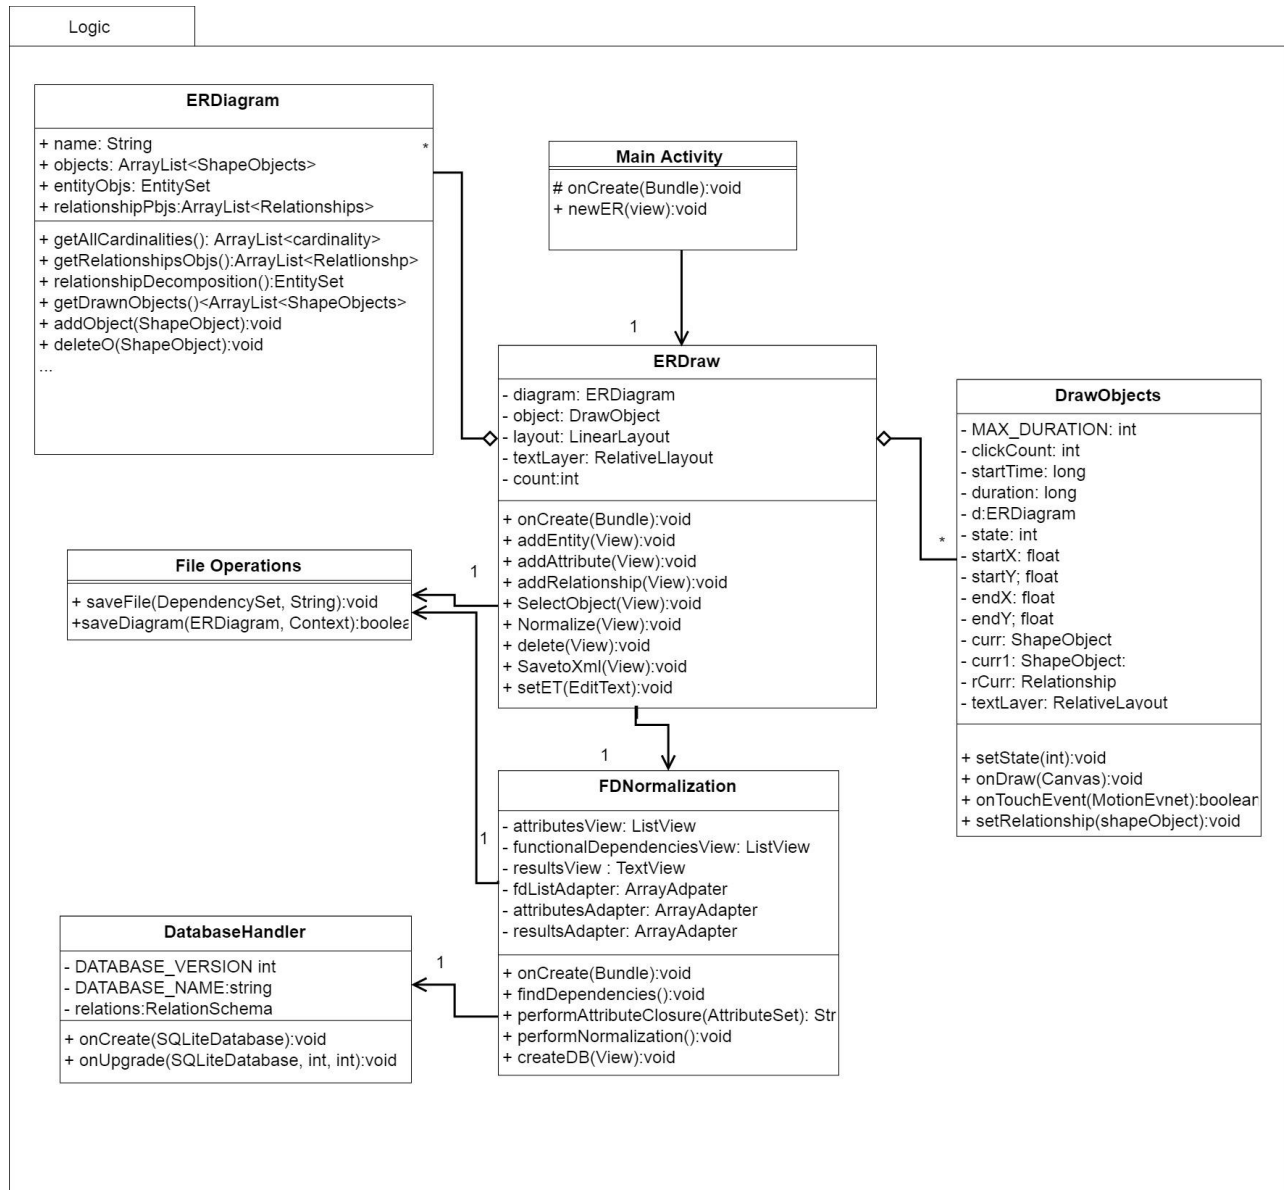 Logic
ERDiagram
+ name: String
*
+ objects: ArrayList<ShapeObjects>
+ entityObjs: EntitySet
+ relationshipPbjs:ArrayList<Relationships>
+ getAllCardinalities(): ArrayList<cardinality>
+ getRelationshipsObjs():ArrayList<Relatlionshp>
+ relationshipDecomposition():EntitySet
+ getDrawnObjects()<ArrayList<ShapeObjects>
+ addObject(ShapeObject):void
+ deleteO(ShapeObject):void
...
Main Activity
# onCreate(Bundle):void
+ newER(view):void
1
ERDraw
- diagram: ERDiagram
- object: DrawObject
- layout: LinearLayout
- textLayer: RelativeLlayout
- count:int
+ onCreate(Bundle):void
+ addEntity(View):void
+ addAttribute(View):void
+ addRelationship(View):void
+ SelectObject(View):void
+ Normalize(View):void
+ delete(View):void
+ SavetoXml(View):void
+ setET(EditText):void
DrawObjects
- MAX_DURATION: int
- clickCount: int
- startTime: long
- duration: long
- d:ERDiagram
- state: int
*
- startX: float
- startY; float
- endX: float
- endY; float
- curr: ShapeObject
- curr1: ShapeObject:
- rCurr: Relationship
- textLayer: RelativeLayout
+ setState(int):void
+ onDraw(Canvas):void
+ onTouchEvent(MotionEvnet):boolean
+ setRelationship(shapeObject):void
File Operations
1
+ saveFile(DependencySet, String):void
+saveDiagram(ERDiagram, Context):boolea
1
FDNormalization
- attributesView: ListView
- functionalDependenciesView: ListView
- resultsView : TextView
- fdListAdapter: ArrayAdpater
- attributesAdapter: ArrayAdapter
- resultsAdapter: ArrayAdapter
+ onCreate(Bundle):void
+ findDependencies():void
+ performAttributeClosure(AttributeSet): Str
+ performNormalization():void
+ createDB(View):void
1
DatabaseHandler
1
- DATABASE_VERSION int
- DATABASE_NAME:string
- relations:RelationSchema
+ onCreate(SQLiteDatabase):void
+ onUpgrade(SQLiteDatabase, int, int):void